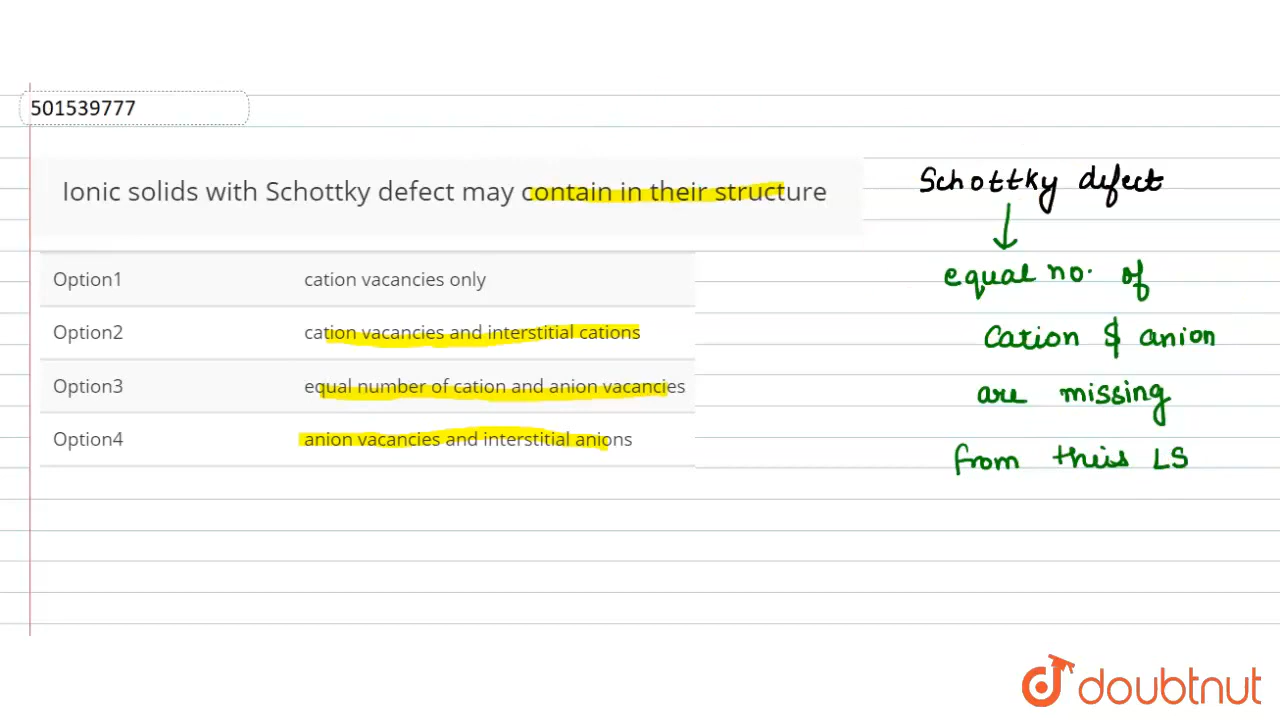 501539777
Ionic solids with Schottky defect may contain in their structure
Option1 cation vacancies only
Option2 cation vacancies and interstitial cations
Option3 equal number of cation and anion vacancies
Option4 anion vacancies and interstitial anions
Schottky defect
equal no. of
Cation & anion
are missing
from theis LS
doubtnut